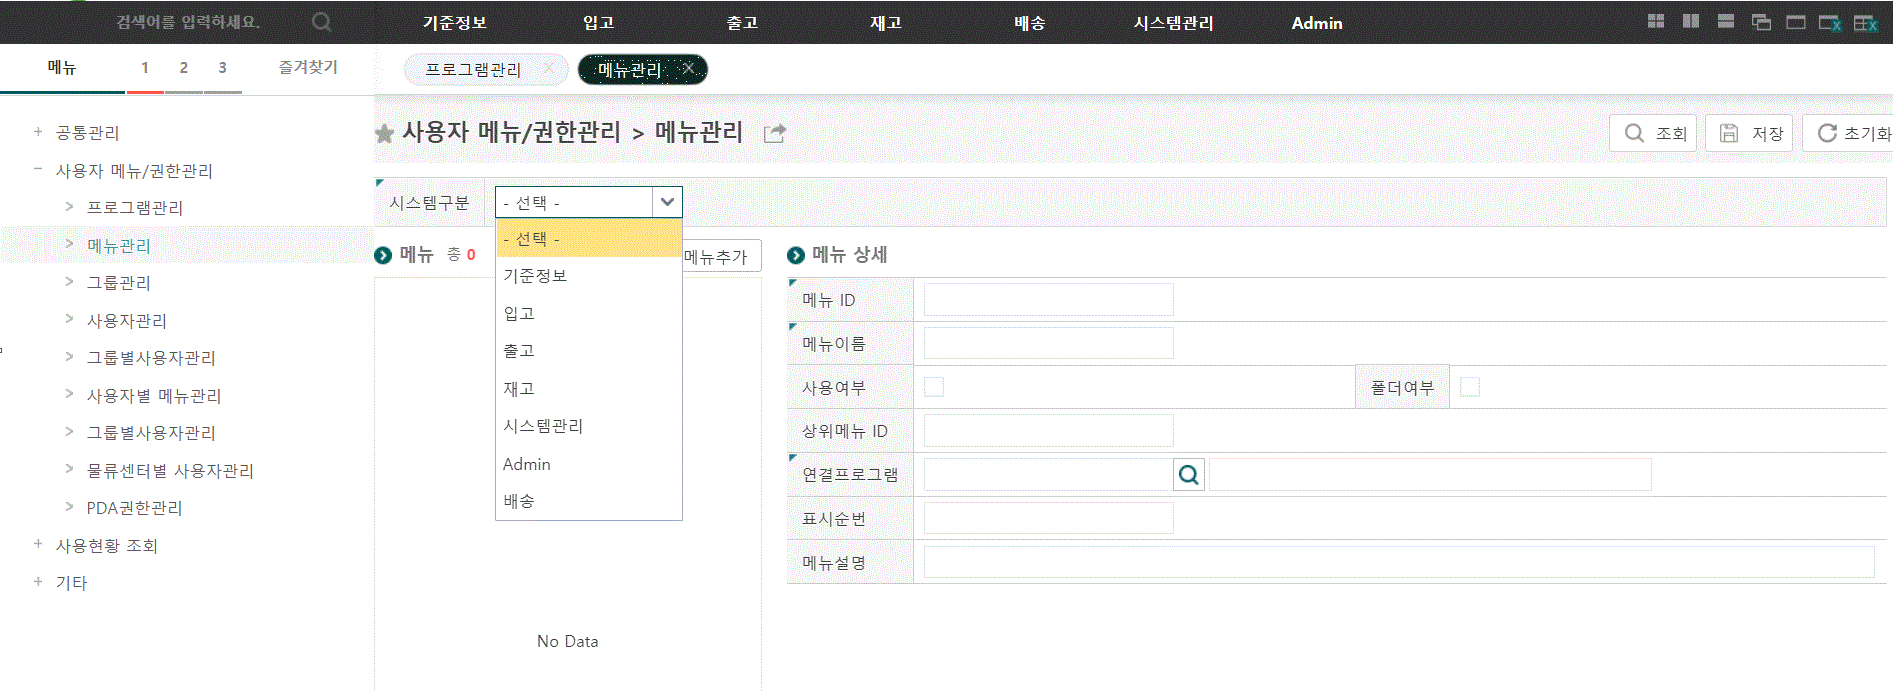 검색어를 입력하세요.
기준정보 입고 출고 재고 배송 시스템관리 Admin
메뉴 1 2 3 즐겨찾기
프로그램관리
메뉴관리
사용자 메뉴/권한관리 > 메뉴관리
조회 저장 초기화
+ 공통관리
− 사용자 메뉴/권한관리
> 프로그램관리
> 메뉴관리
> 그룹관리
> 사용자관리
> 그룹별사용자관리
> 사용자별 메뉴관리
> 그룹별사용자관리
> 물류센터별 사용자관리
> PDA권한관리
+ 사용현황 조회
+ 기타
시스템구분 - 선택 -
- 선택 -
기준정보
입고
출고
재고
시스템관리
Admin
배송
메뉴 총 0
메뉴추가
No Data
메뉴 상세
메뉴 ID
메뉴이름
사용여부 폴더여부
상위메뉴 ID
연결프로그램
표시순번
메뉴설명